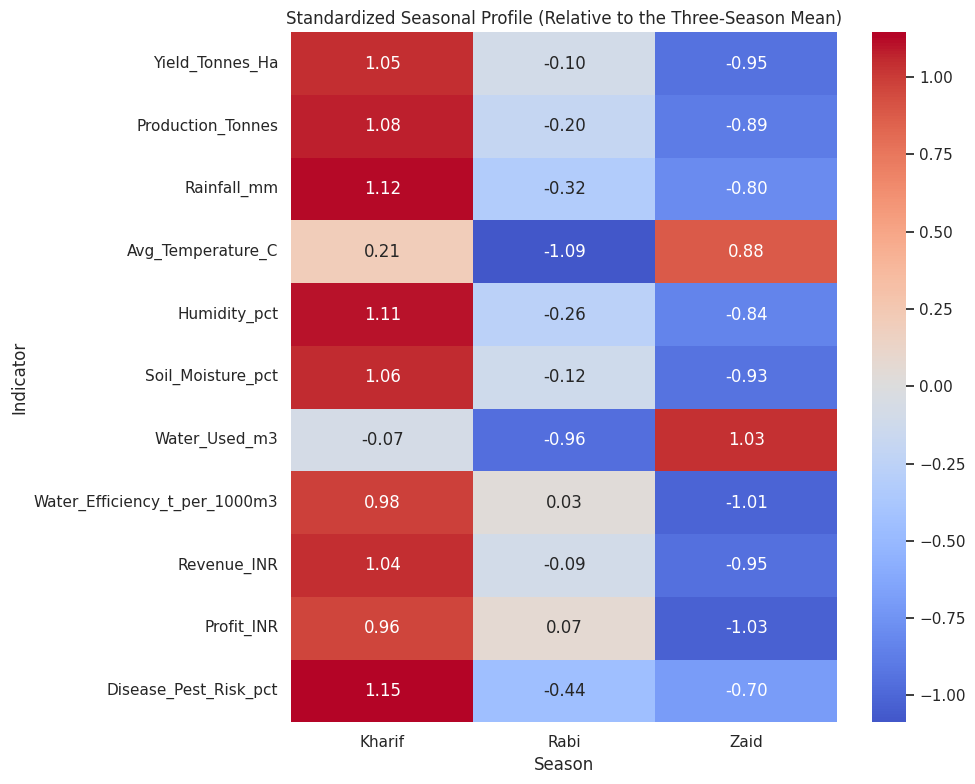 Standardized Seasonal Profile (Relative to the Three-Season Mean)
Indicator
Yield_Tonnes_Ha 1.05 -0.10 -0.95
Production_Tonnes 1.08 -0.20 -0.89
Rainfall_mm 1.12 -0.32 -0.80
Avg_Temperature_C 0.21 -1.09 0.88
Humidity_pct 1.11 -0.26 -0.84
Soil_Moisture_pct 1.06 -0.12 -0.93
Water_Used_m3 -0.07 -0.96 1.03
Water_Efficiency_t_per_1000m3 0.98 0.03 -1.01
Revenue_INR 1.04 -0.09 -0.95
Profit_INR 0.96 0.07 -1.03
Disease_Pest_Risk_pct 1.15 -0.44 -0.70
Kharif Rabi Zaid
Season
1.00
0.75
0.50
0.25
0.00
−0.25
−0.50
−0.75
−1.00